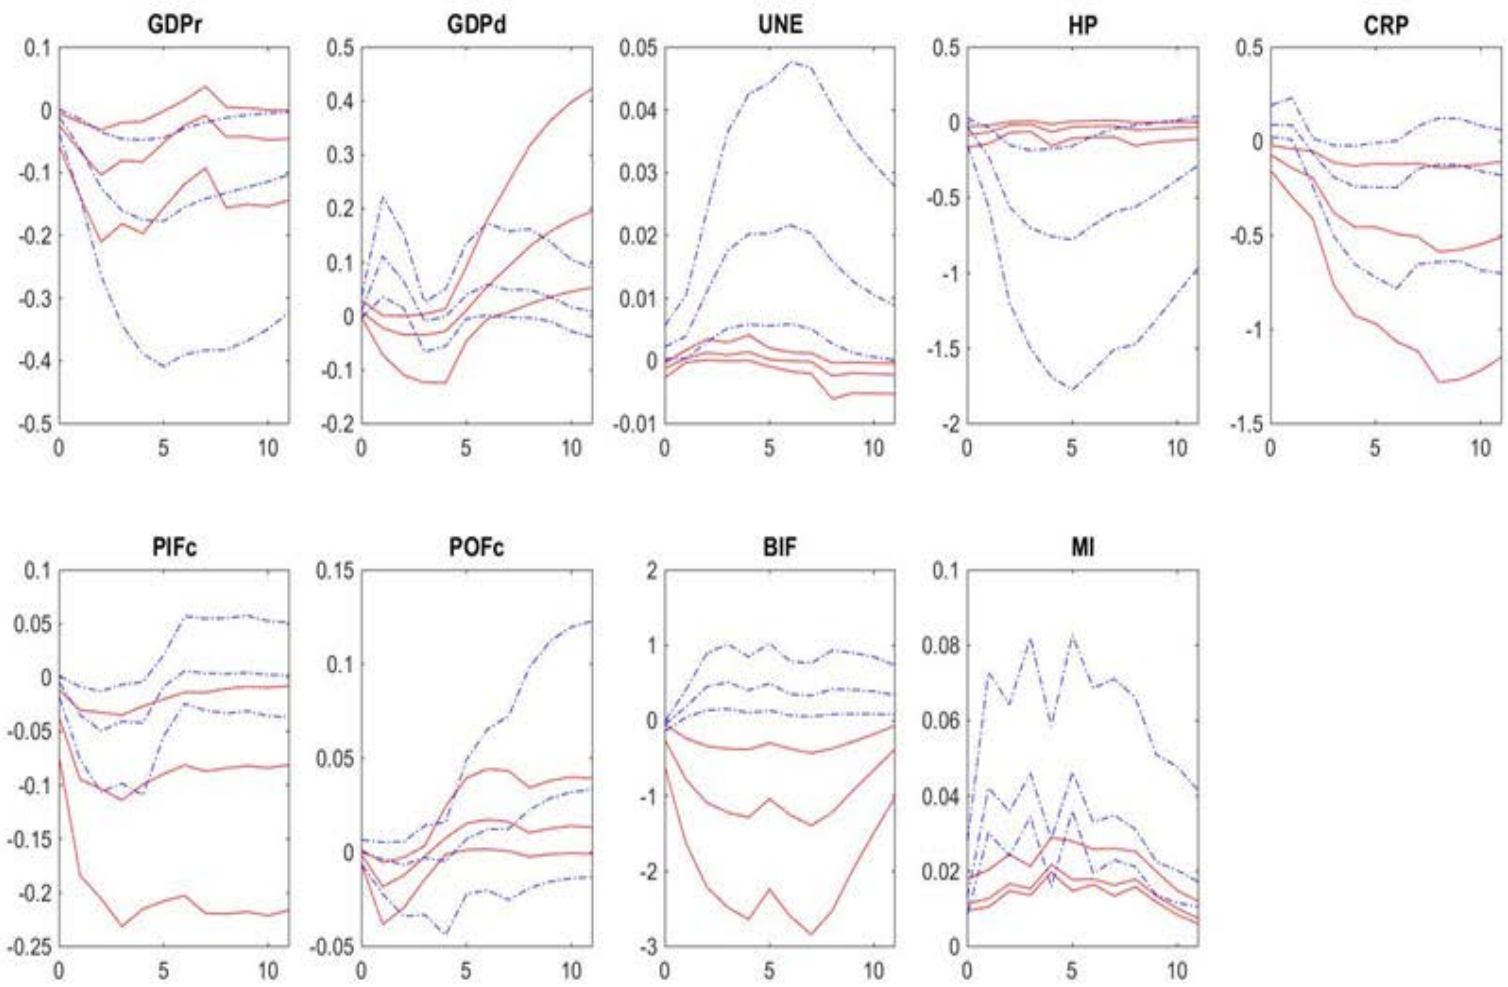 GDPr GDPd UNE HP CRP
0.1 0.5 0.05 0.5 0.5
0 0.4 0.04 0 0
-0.1 0.3 0.03 -0.5 -0.5
-0.2 0.2 0.02 -1 -1
-0.3 0.1 0.01 -1.5 -1.5
-0.4 0 0 -2
-0.5 -0.1 -0.01
-0.2
0 5 10 0 5 10 0 5 10 0 5 10 0 5 10
PIFc POFc BIF MI
0.1 0.15 2 0.1
0.05 0.1 1 0.08
0 0.05 0 0.06
-0.05 0 -1 0.04
-0.1 -0.05 -2 0.02
-0.15 -3 0
-0.2
-0.25
0 5 10 0 5 10 0 5 10 0 5 10